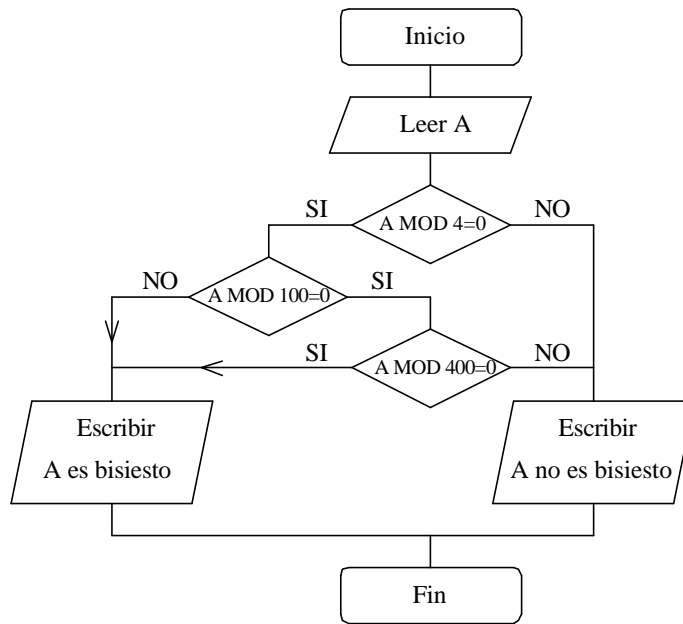 Inicio
Leer A
SI
A MOD 4=0
NO
NO
A MOD 100=0
SI
SI
A MOD 400=0
NO
Escribir
A es bisiesto
Escribir
A no es bisiesto
Fin